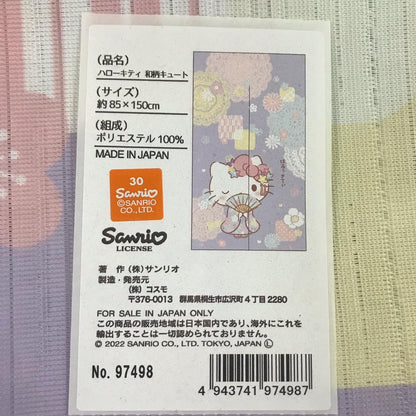 (品名)
ハローキティ 和柄キュート
(サイズ)
約 85×150cm
(組成)
ポリエステル 100%
MADE IN JAPAN
30
Sanrio
©SANRIO
CO., LTD.
Sanrio
LICENSE
著 作 (株) サンリオ
製造・発売元
(株) コスモ
〒376-0013 群馬県桐生市広沢町4丁目2280
FOR SALE IN JAPAN ONLY
この商品の販売地域は日本国内であり、海外にこれを
輸出することは一切認められておりません。
© 2022 SANRIO CO., LTD. TOKYO, JAPAN Ⓛ
No. 97498
4 943741 974987